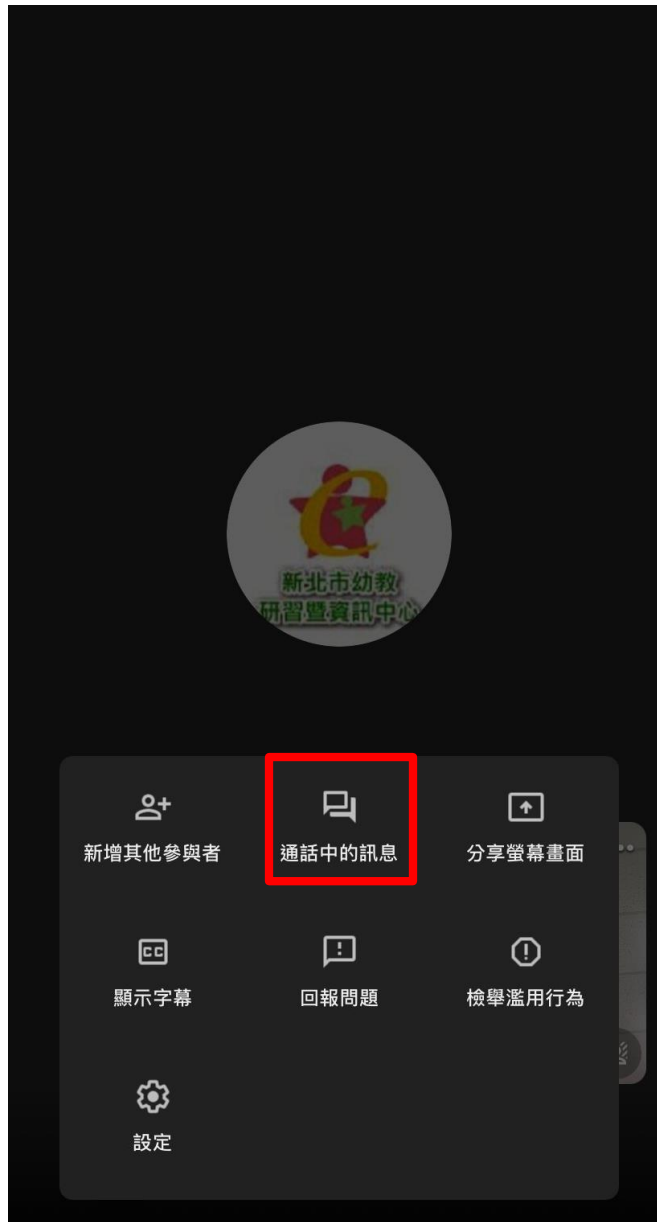 新北市幼教
研習暨資訊中心
新增其他參與者
通話中的訊息
分享螢幕畫面
CC
顯示字幕
回報問題
檢舉濫用行為
設定